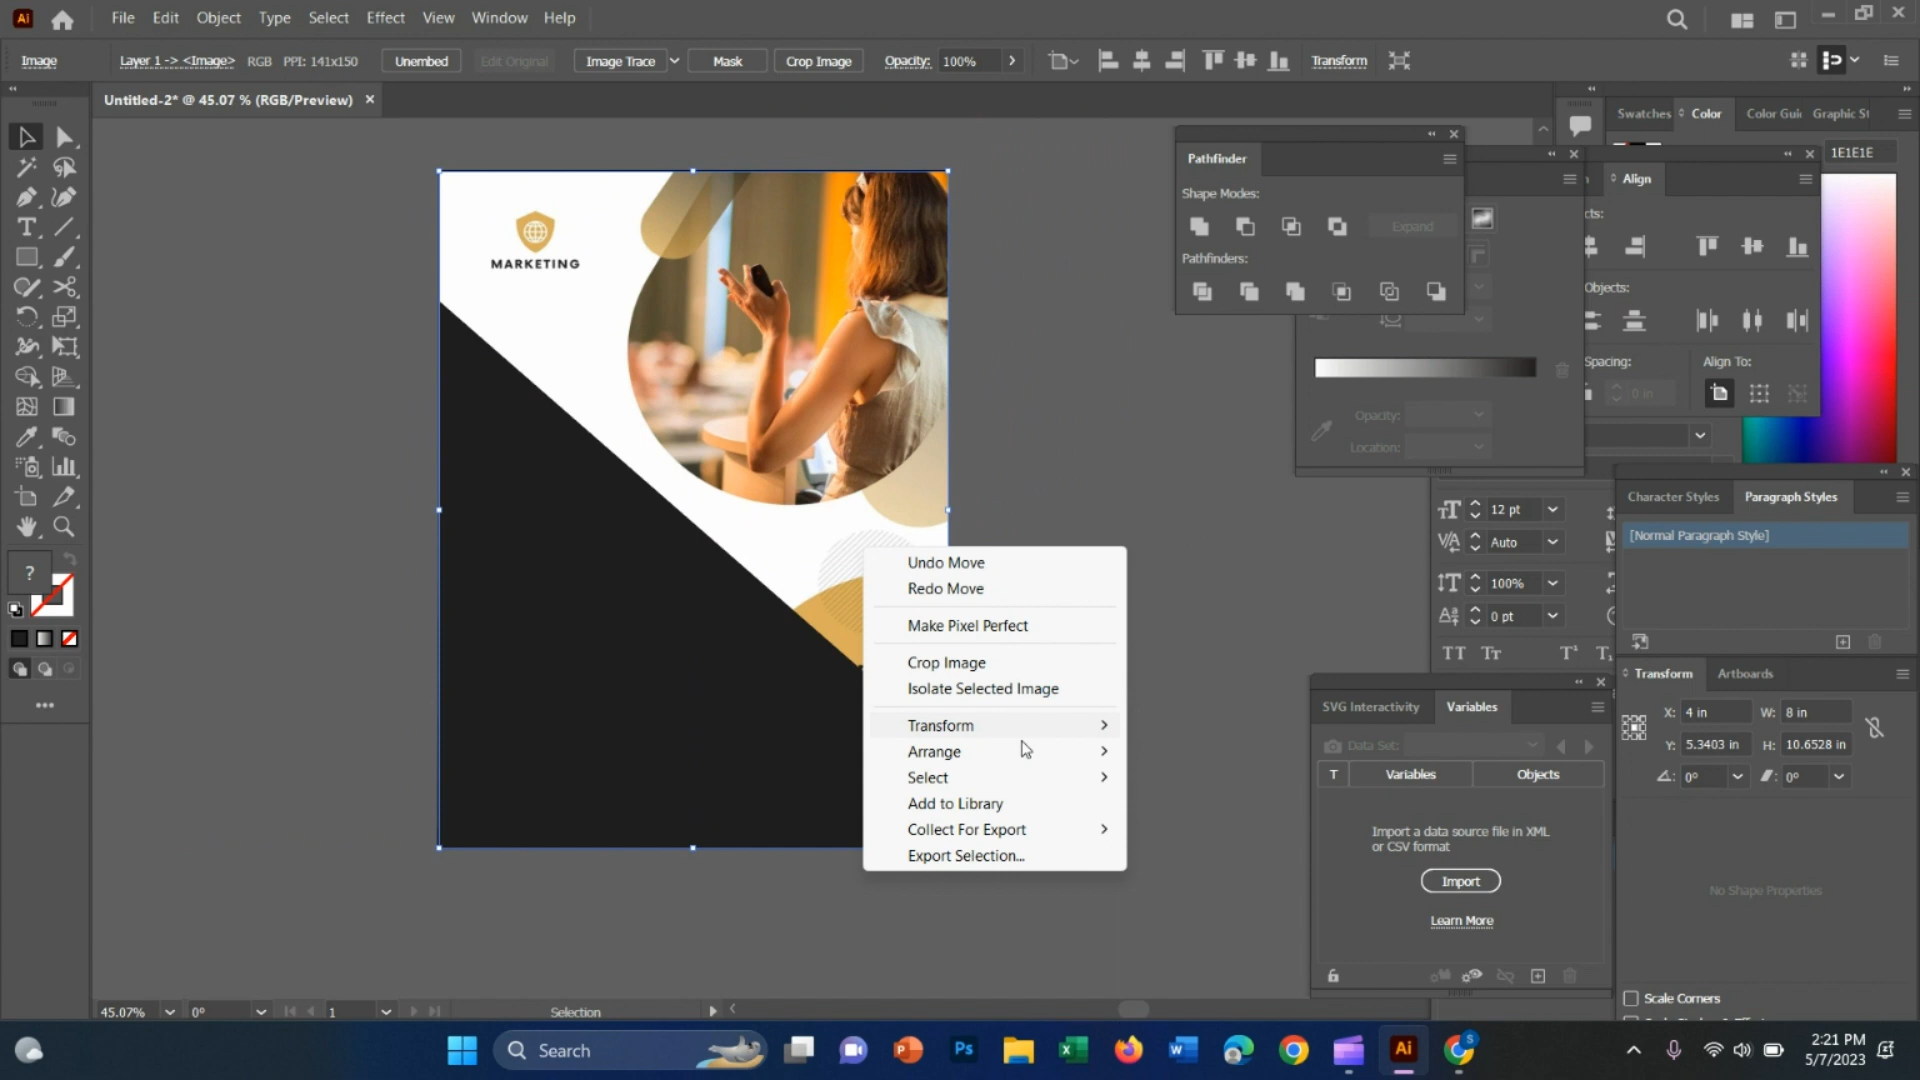 File Edit Object Type Select Effect View Window Help
Image Layer 1 -> <Image> RGB PPI: 141x150 Unembed Edit Original Image Trace Mask Crop Image Opacity: 100% Transform
Untitled-2* @ 45.07 % (RGB/Preview)
Swatches Color Color Gui Graphic St
1E1E1E
Pathfinder
Align
Shape Modes:
Expand
Pathfinders:
MARKETING
cts:
Objects:
Spacing:
Align To:
0 in
Opacity:
Location:
Character Styles Paragraph Styles
[Normal Paragraph Style]
12 pt
Auto
100%
0 pt
Undo Move
Redo Move
Make Pixel Perfect
Crop Image
Isolate Selected Image
Transform
Arrange
Select
Add to Library
Collect For Export
Export Selection...
Transform Artboards
X: 4 in W: 8 in
Y: 5.3403 in H: 10.6528 in
0° 0°
SVG Interactivity Variables
Data Set:
T Variables Objects
Import a data source file in XML
or CSV format
Import
Learn More
No Shape Properties
Scale Corners
45.07% 0° 1 Selection
Search
Ps
Ai
2:21 PM
5/7/2023